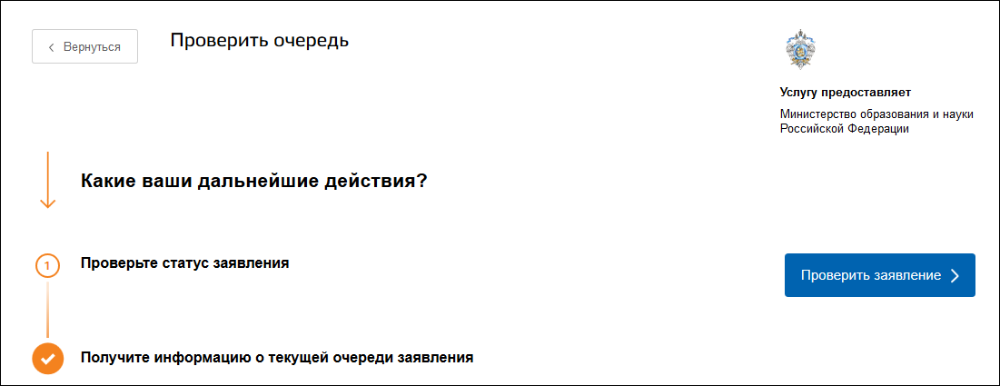 Вернуться
Проверить очередь
Услугу предоставляет
Министерство образования и науки
Российской Федерации
Какие ваши дальнейшие действия?
1
Проверьте статус заявления
Проверить заявление
Получите информацию о текущей очереди заявления